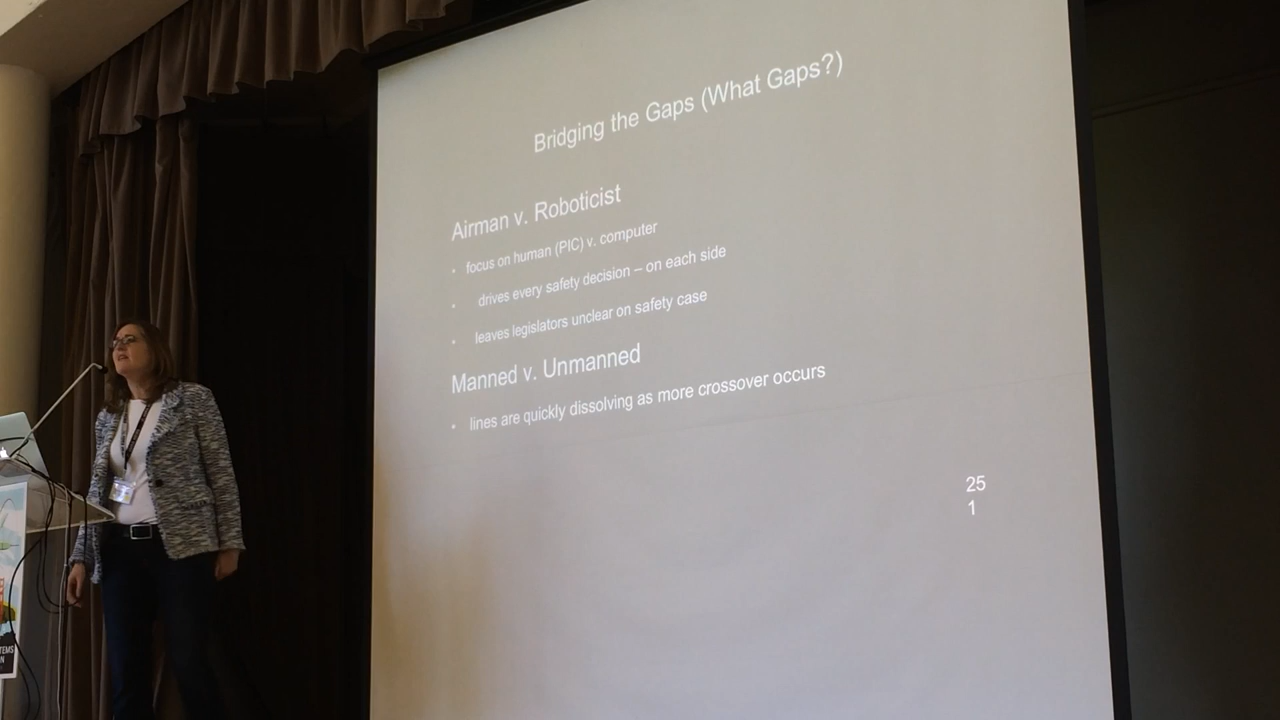 Bridging the Gaps (What Gaps?)
Airman v. Roboticist
• focus on human (PIC) v. computer
• drives every safety decision – on each side
• leaves legislators unclear on safety case
Manned v. Unmanned
• lines are quickly dissolving as more crossover occurs
25
1
TEMS
N